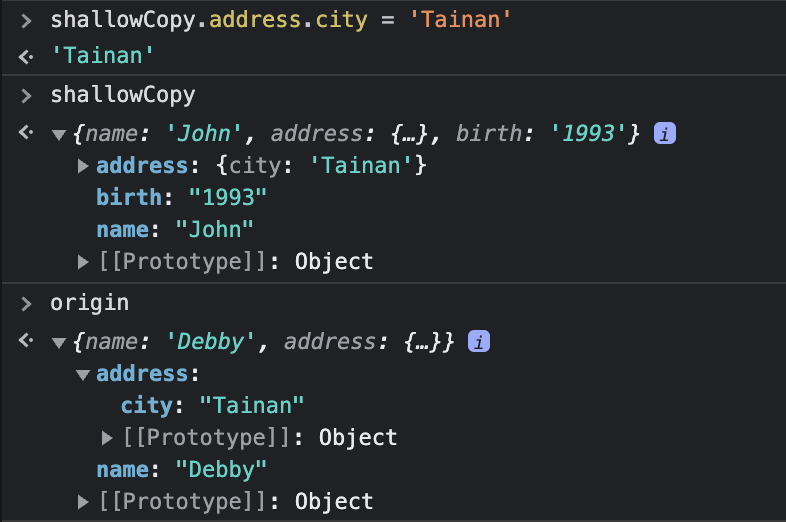 > shallowCopy.address.city = 'Tainan'
<· 'Tainan'
> shallowCopy
<· ▼{name: 'John', address: {…}, birth: '1993'} i
▶address: {city: 'Tainan'}
birth: "1993"
name: "John"
▶[[Prototype]]: Object
> origin
<· ▼{name: 'Debby', address: {…}} i
▼address:
city: "Tainan"
▶[[Prototype]]: Object
name: "Debby"
▶[[Prototype]]: Object